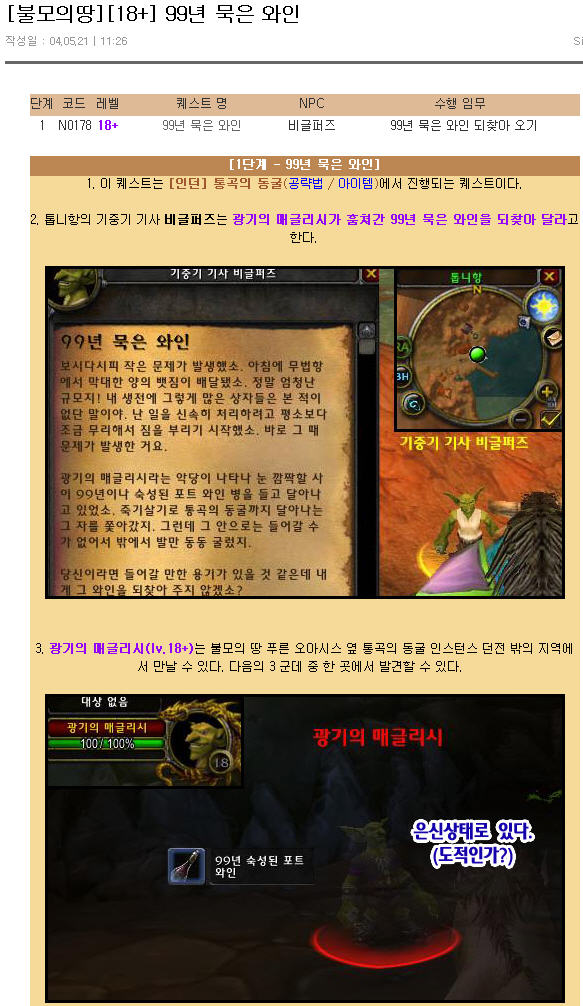 [불모의땅][18+] 99년 묵은 와인
작성일 : 04,05,21 | 11:26
Si
단계 코드 레벨 퀘스트 명 NPC 수행 임무
1 N0178 18+ 99년 묵은 와인 비글퍼즈 99년 묵은 와인 되찾아 오기
[1단계 - 99년 묵은 와인]
1. 이 퀘스트는 [인던] 통곡의 동굴(공략법 / 아이템)에서 진행되는 퀘스트이다.
2. 톱니항의 기중기 기사 비글퍼즈는 광기의 매글리시가 훔쳐간 99년 묵은 와인을 되찾아 달라고
한다.
기중기 기사 비글퍼즈
99년 묵은 와인
보시다시피 작은 문제가 발생했소. 아침에 무법항
에서 막대한 양의 뱃짐이 배달됐소. 정말 엄청난
규모지! 내 생전에 그렇게 많은 상자들은 본 적이
없단 말이야. 난 일을 신속히 처리하려고 평소보다
조금 무리해서 짐을 부리기 시작했소. 바로 그 때
문제가 발생한 거요.
광기의 매글리시라는 악당이 나타나 눈 깜짝할 사
이 99년이나 숙성된 포트 와인 병을 들고 달아나
고 있었소. 죽기살기로 통곡의 동굴까지 달아나는
그 자를 쫓아갔지. 그런데 그 안으로는 들어갈 수
가 없어서 밖에서 발만 동동 굴렀지.
당신이라면 들어갈 만한 용기가 있을 것 같은데 내
게 그 와인을 되찾아 주지 않겠소?
톱니항
N
RA
BH
기중기 기사 비글퍼즈
3. 광기의 매글리시(lv.18+)는 불모의 땅 푸른 오아시스 옆 통곡의 동굴 인스턴스 던전 밖의 지역에
서 만날 수 있다. 다음의 3 군데 중 한 곳에서 발견할 수 있다.
대상 없음
광기의 매글리시
100 / 100%
18
광기의 매글리시
은신상태로 있다.
(도적인가?)
99년 숙성된 포트
와인